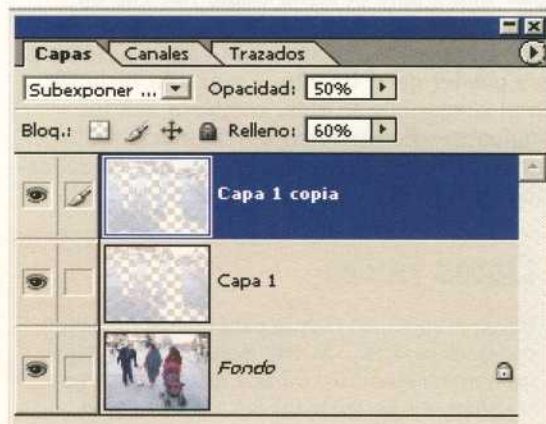 Capas Canales Trazados
Subexponer ... Opacidad: 50%
Bloq.: Relleno: 60%
Capa 1 copia
Capa 1
Fondo